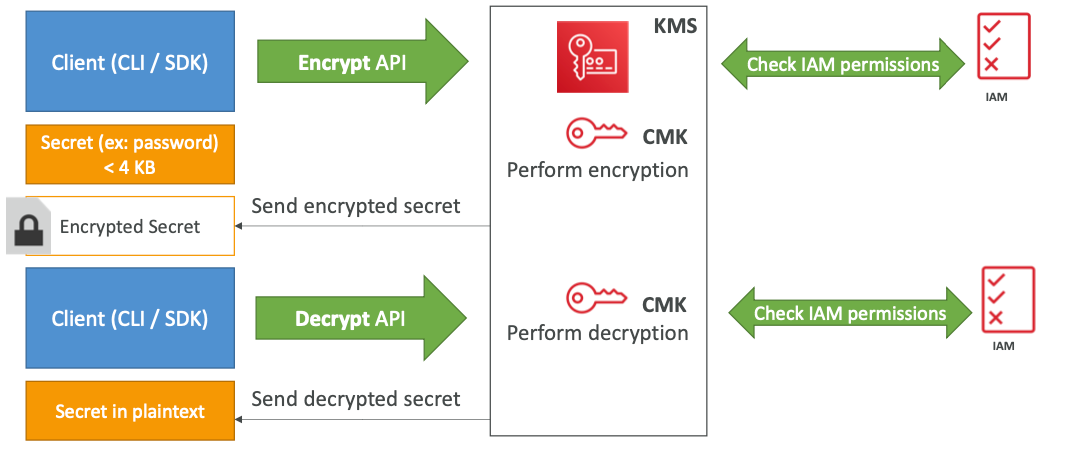 Client (CLI / SDK)
Encrypt API
KMS
Check IAM permissions
IAM
Secret (ex: password)
< 4 KB
CMK
Perform encryption
Encrypted Secret
Send encrypted secret
Client (CLI / SDK)
Decrypt API
CMK
Perform decryption
Check IAM permissions
IAM
Secret in plaintext
Send decrypted secret